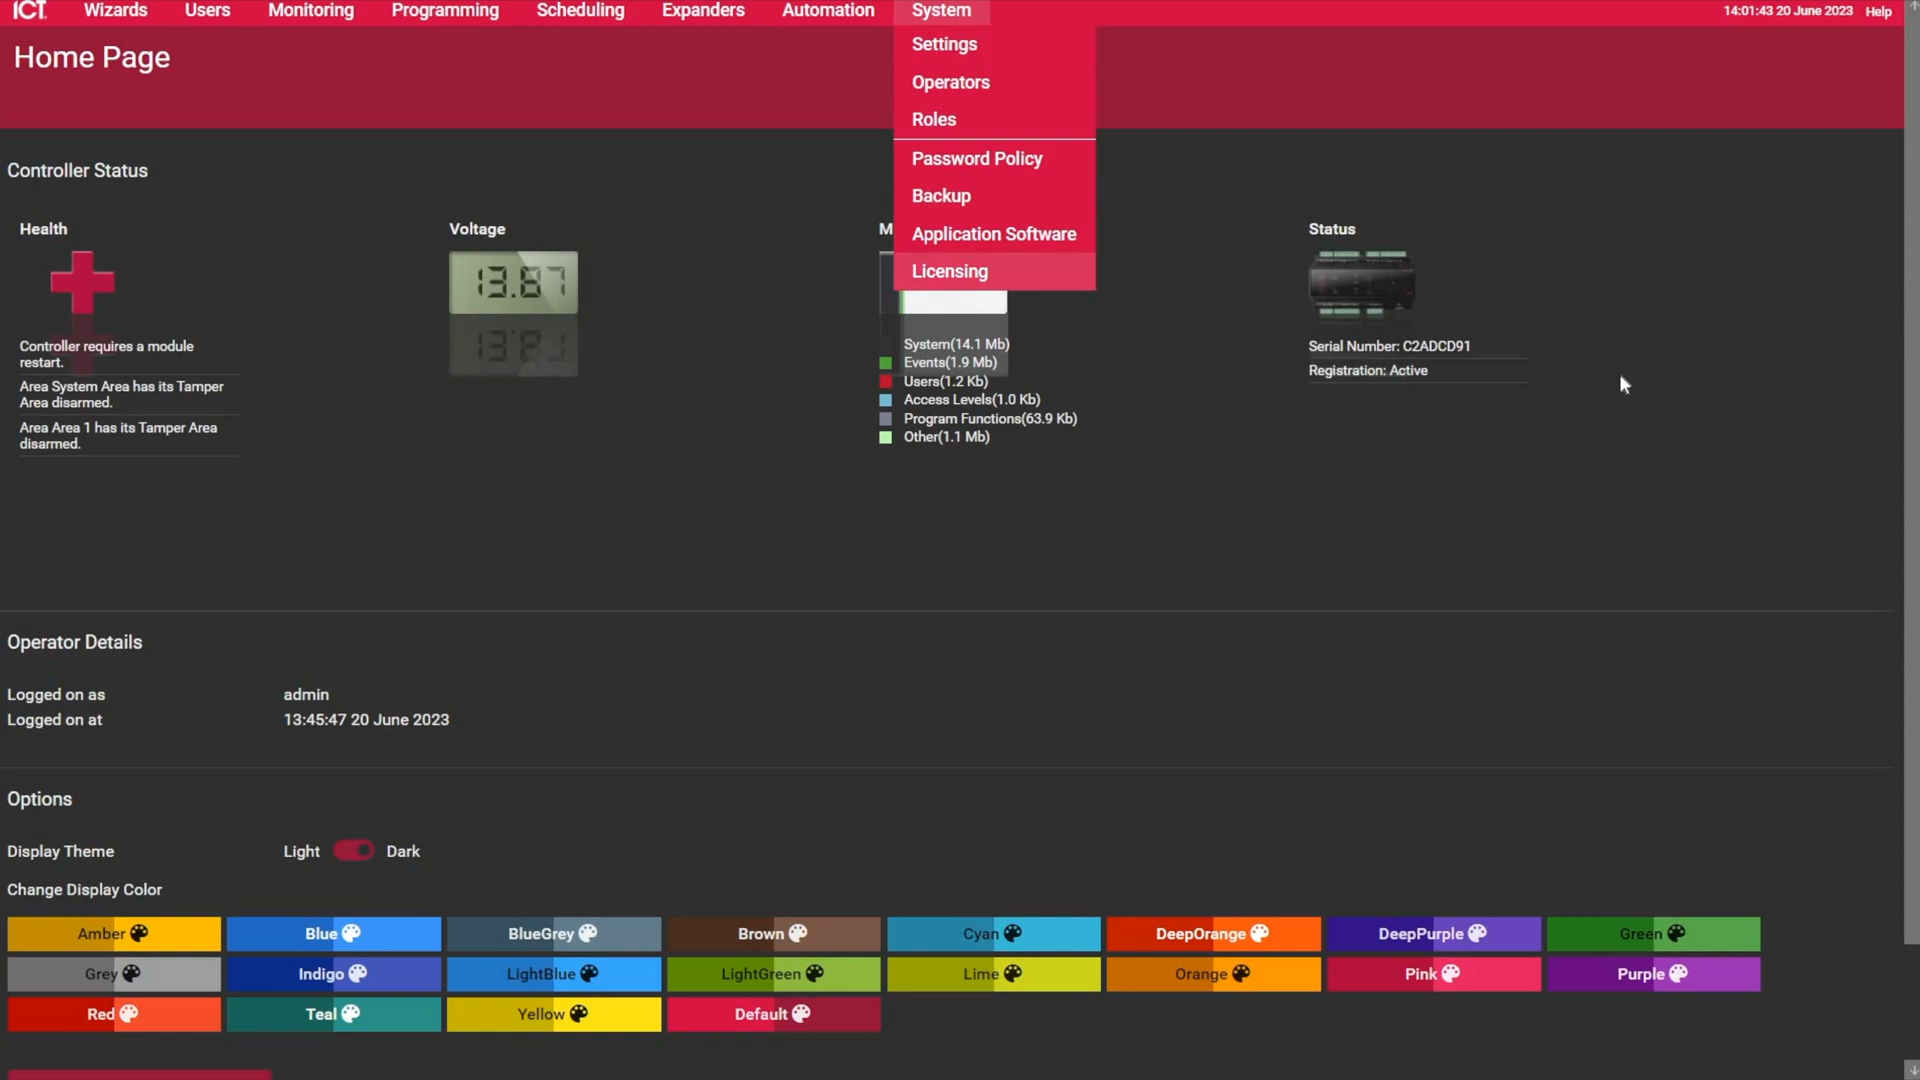 ICT Wizards Users Monitoring Programming Scheduling Expanders Automation System 14:01:43 20 June 2023 Help
Home Page
Settings
Operators
Roles
Password Policy
Backup
Application Software
Licensing
Controller Status
Health
Controller requires a module
restart.
Area System Area has its Tamper
Area disarmed.
Area Area 1 has its Tamper Area
disarmed.
Voltage
13.87
M
System(14.1 Mb)
Events(1.9 Mb)
Users(1.2 Kb)
Access Levels(1.0 Kb)
Program Functions(63.9 Kb)
Other(1.1 Mb)
Status
Serial Number: C2ADCD91
Registration: Active
Operator Details
Logged on as admin
Logged on at 13:45:47 20 June 2023
Options
Display Theme Light Dark
Change Display Color
Amber Blue BlueGrey Brown Cyan DeepOrange DeepPurple Green
Grey Indigo LightBlue LightGreen Lime Orange Pink Purple
Red Teal Yellow Default